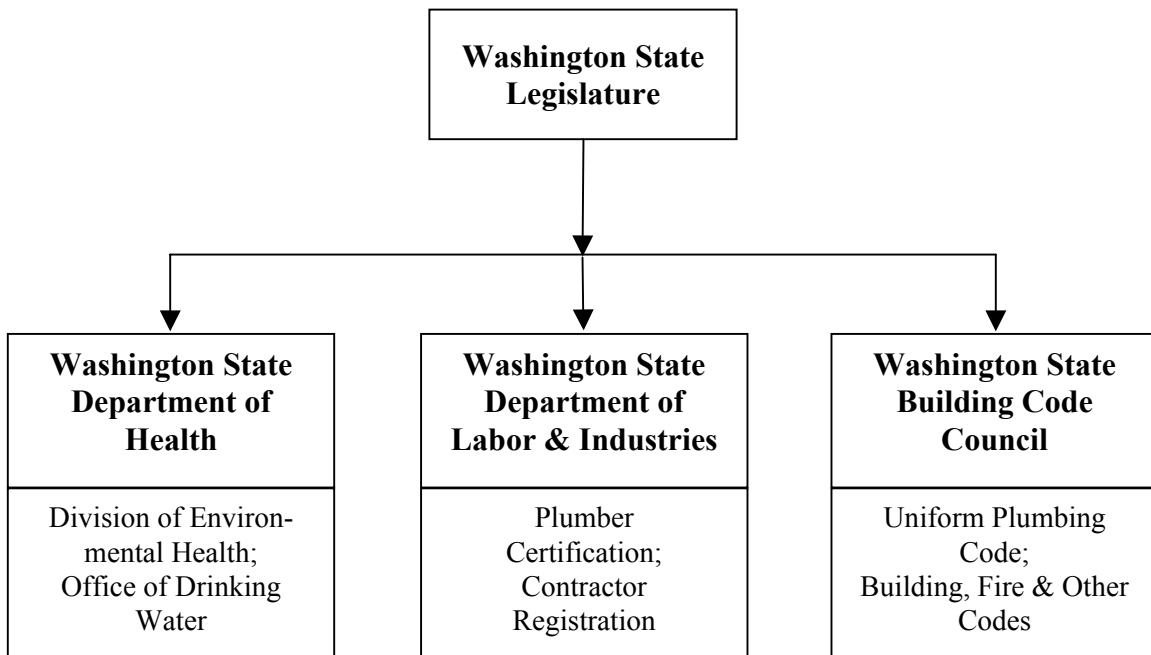 Washington State
Legislature
Washington State
Department of
Health
Division of Environ-
mental Health;
Office of Drinking
Water
Washington State
Department of
Labor & Industries
Plumber
Certification;
Contractor
Registration
Washington State
Building Code
Council
Uniform Plumbing
Code;
Building, Fire & Other
Codes